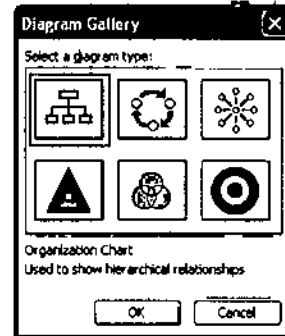 Diagram Gallery
Select a diagram type:
Organization Chart
Used to show hierarchical relationships
OK
Cancel